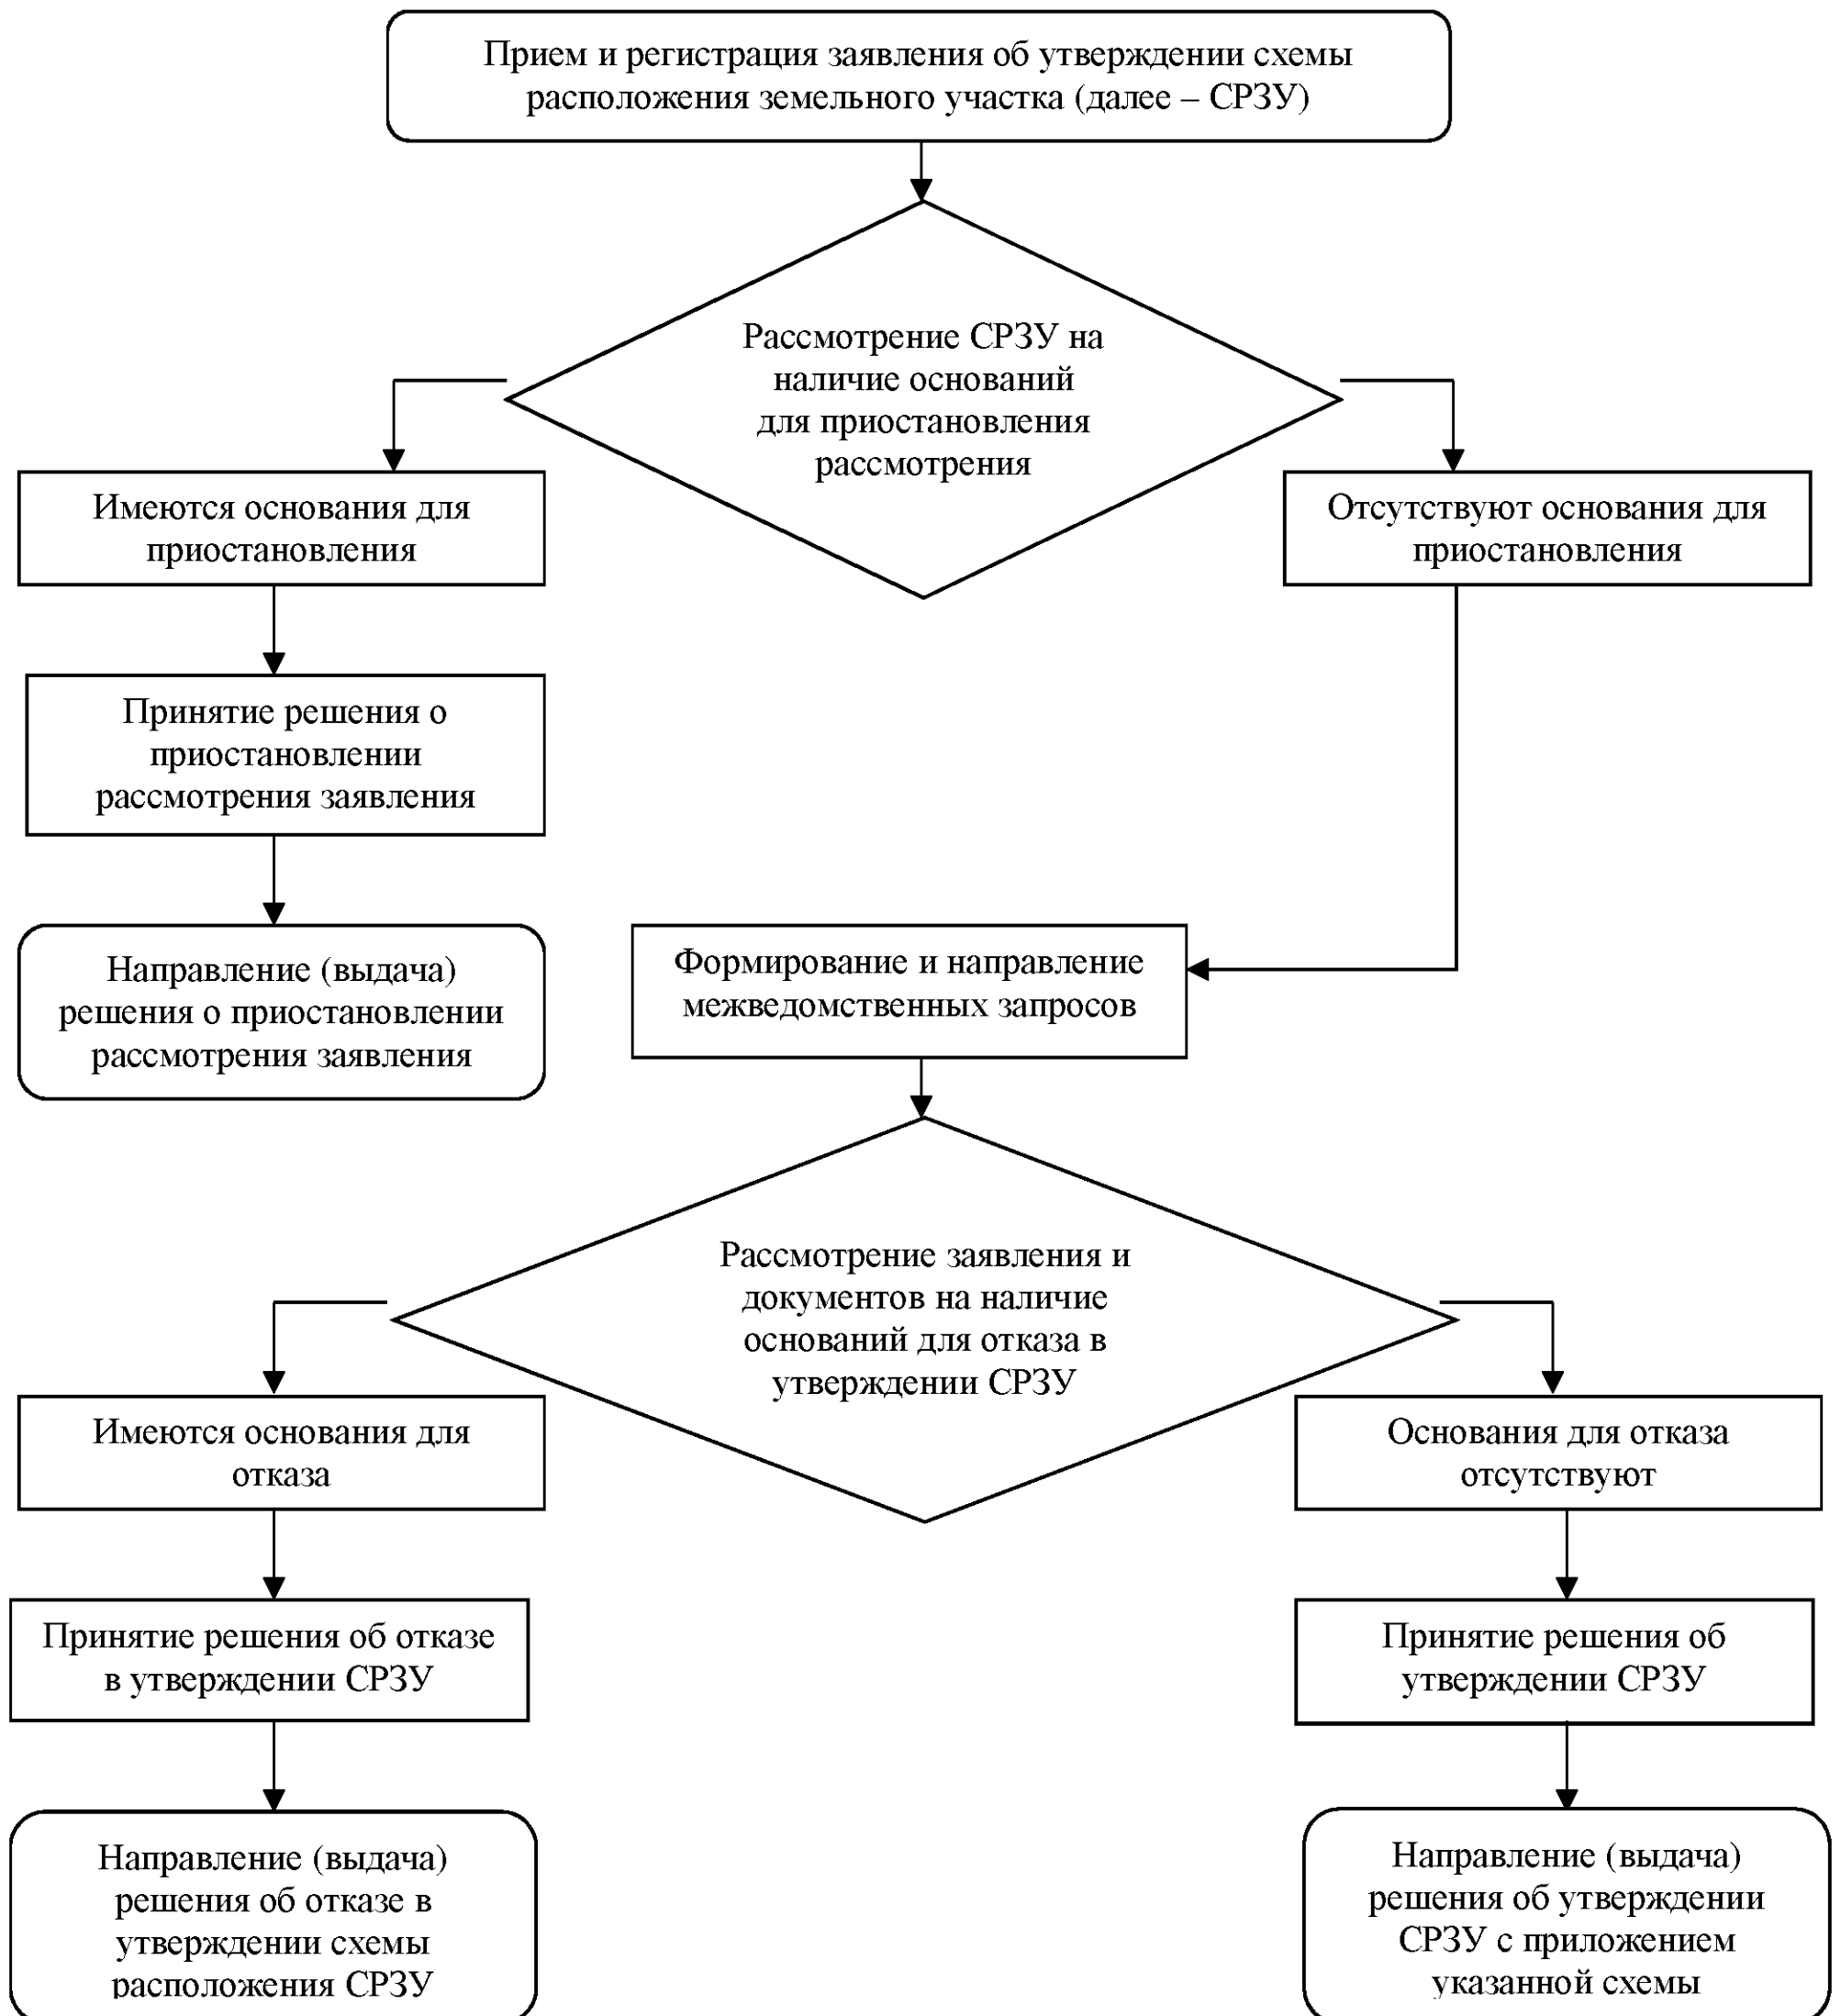 Прием и регистрация заявления об утверждении схемы
расположения земельного участка (далее – СРЗУ)
Рассмотрение СРЗУ на
наличие оснований
для приостановления
рассмотрения
Имеются основания для
приостановления
Отсутствуют основания для
приостановления
Принятие решения о
приостановлении
рассмотрения заявления
Направление (выдача)
решения о приостановлении
рассмотрения заявления
Формирование и направление
межведомственных запросов
Рассмотрение заявления и
документов на наличие
оснований для отказа в
утверждении СРЗУ
Имеются основания для
отказа
Основания для отказа
отсутствуют
Принятие решения об отказе
в утверждении СРЗУ
Принятие решения об
утверждении СРЗУ
Направление (выдача)
решения об отказе в
утверждении схемы
расположения СРЗУ
Направление (выдача)
решения об утверждении
СРЗУ с приложением
указанной схемы